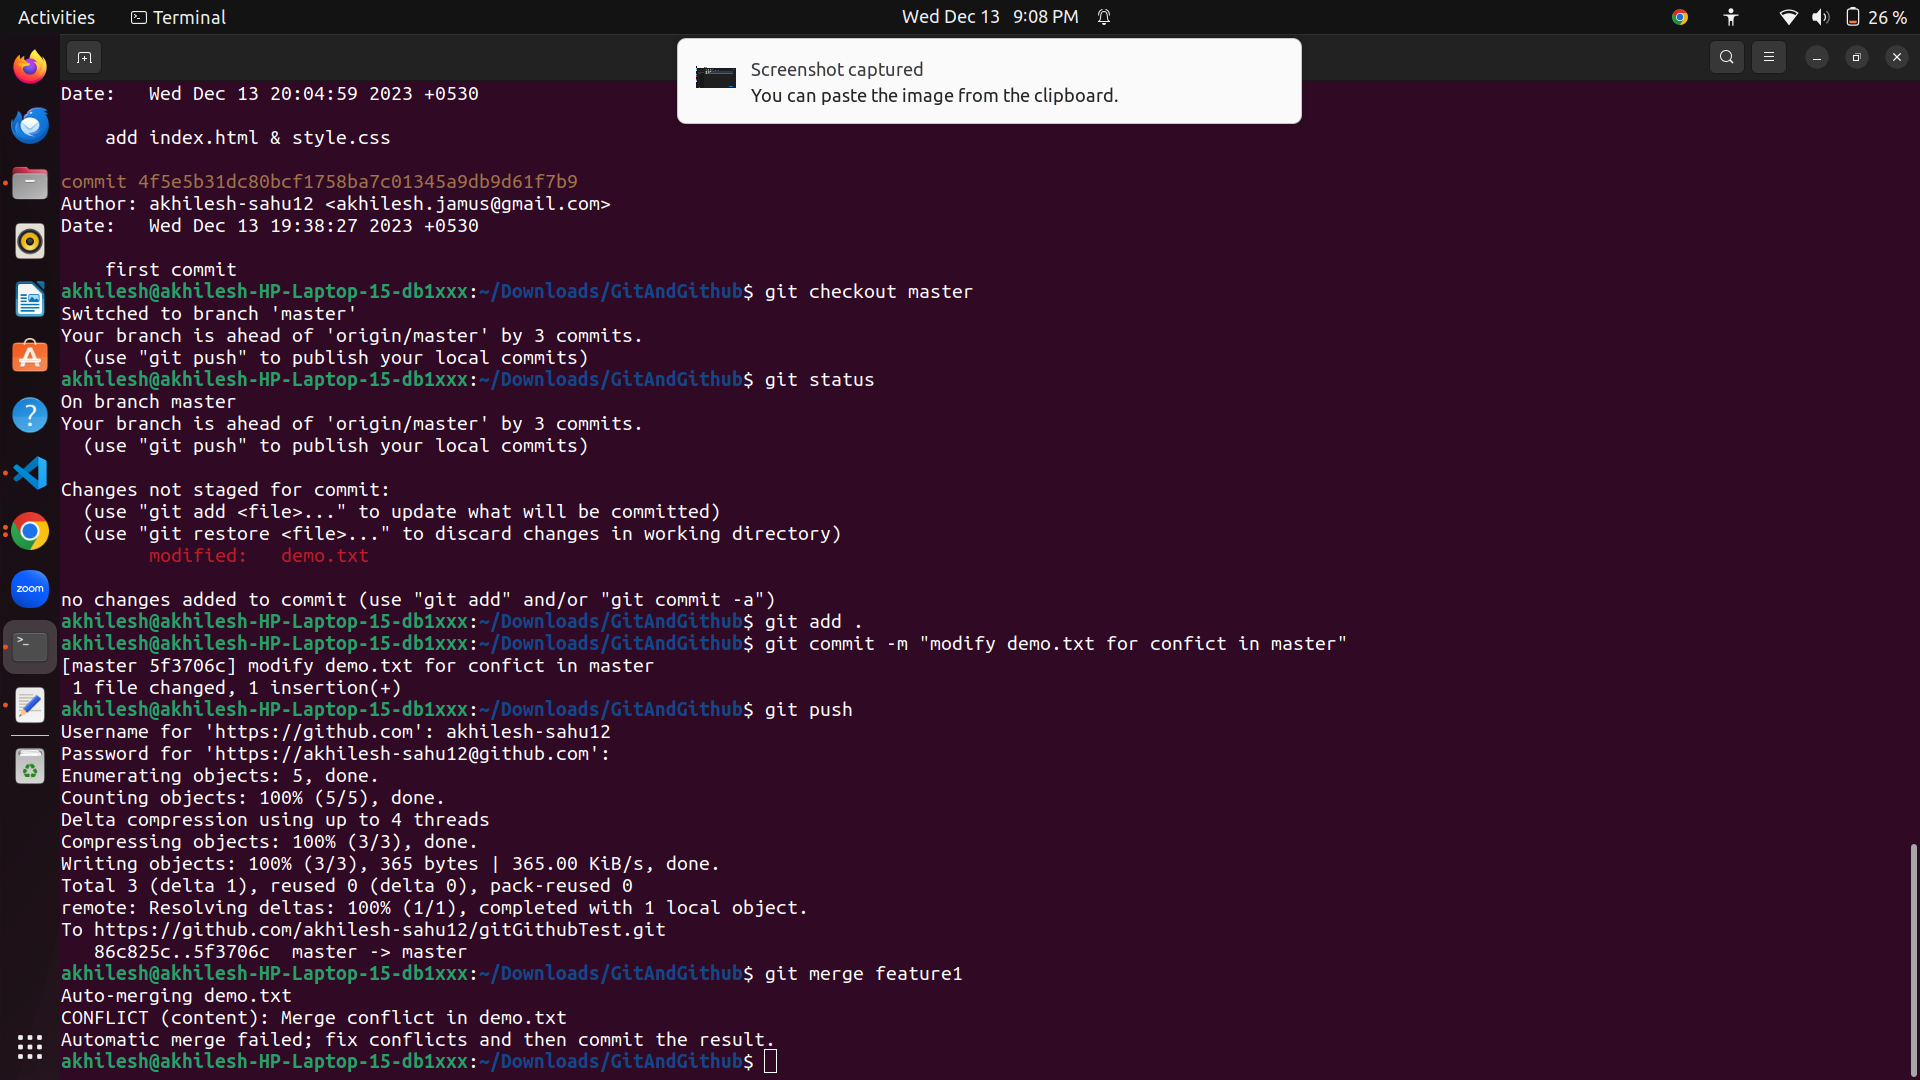 Activities
Terminal
Wed Dec 13 9:08 PM
26 %
Screenshot captured
You can paste the image from the clipboard.
Date:   Wed Dec 13 20:04:59 2023 +0530
    add index.html & style.css
commit 4f5e5b31dc80bcf1758ba7c01345a9db9d61f7b9
Author: akhilesh-sahu12 <akhilesh.jamus@gmail.com>
Date:   Wed Dec 13 19:38:27 2023 +0530
    first commit
akhilesh@akhilesh-HP-Laptop-15-db1xxx:~/Downloads/GitAndGithub$ git checkout master
Switched to branch 'master'
Your branch is ahead of 'origin/master' by 3 commits.
  (use "git push" to publish your local commits)
akhilesh@akhilesh-HP-Laptop-15-db1xxx:~/Downloads/GitAndGithub$ git status
On branch master
Your branch is ahead of 'origin/master' by 3 commits.
  (use "git push" to publish your local commits)
Changes not staged for commit:
  (use "git add <file>..." to update what will be committed)
  (use "git restore <file>..." to discard changes in working directory)
        modified:   demo.txt
no changes added to commit (use "git add" and/or "git commit -a")
akhilesh@akhilesh-HP-Laptop-15-db1xxx:~/Downloads/GitAndGithub$ git add .
akhilesh@akhilesh-HP-Laptop-15-db1xxx:~/Downloads/GitAndGithub$ git commit -m "modify demo.txt for confict in master"
[master 5f3706c] modify demo.txt for confict in master
 1 file changed, 1 insertion(+)
akhilesh@akhilesh-HP-Laptop-15-db1xxx:~/Downloads/GitAndGithub$ git push
Username for 'https://github.com': akhilesh-sahu12
Password for 'https://akhilesh-sahu12@github.com':
Enumerating objects: 5, done.
Counting objects: 100% (5/5), done.
Delta compression using up to 4 threads
Compressing objects: 100% (3/3), done.
Writing objects: 100% (3/3), 365 bytes | 365.00 KiB/s, done.
Total 3 (delta 1), reused 0 (delta 0), pack-reused 0
remote: Resolving deltas: 100% (1/1), completed with 1 local object.
To https://github.com/akhilesh-sahu12/gitGithubTest.git
   86c825c..5f3706c  master -> master
akhilesh@akhilesh-HP-Laptop-15-db1xxx:~/Downloads/GitAndGithub$ git merge feature1
Auto-merging demo.txt
CONFLICT (content): Merge conflict in demo.txt
Automatic merge failed; fix conflicts and then commit the result.
akhilesh@akhilesh-HP-Laptop-15-db1xxx:~/Downloads/GitAndGithub$
zoom